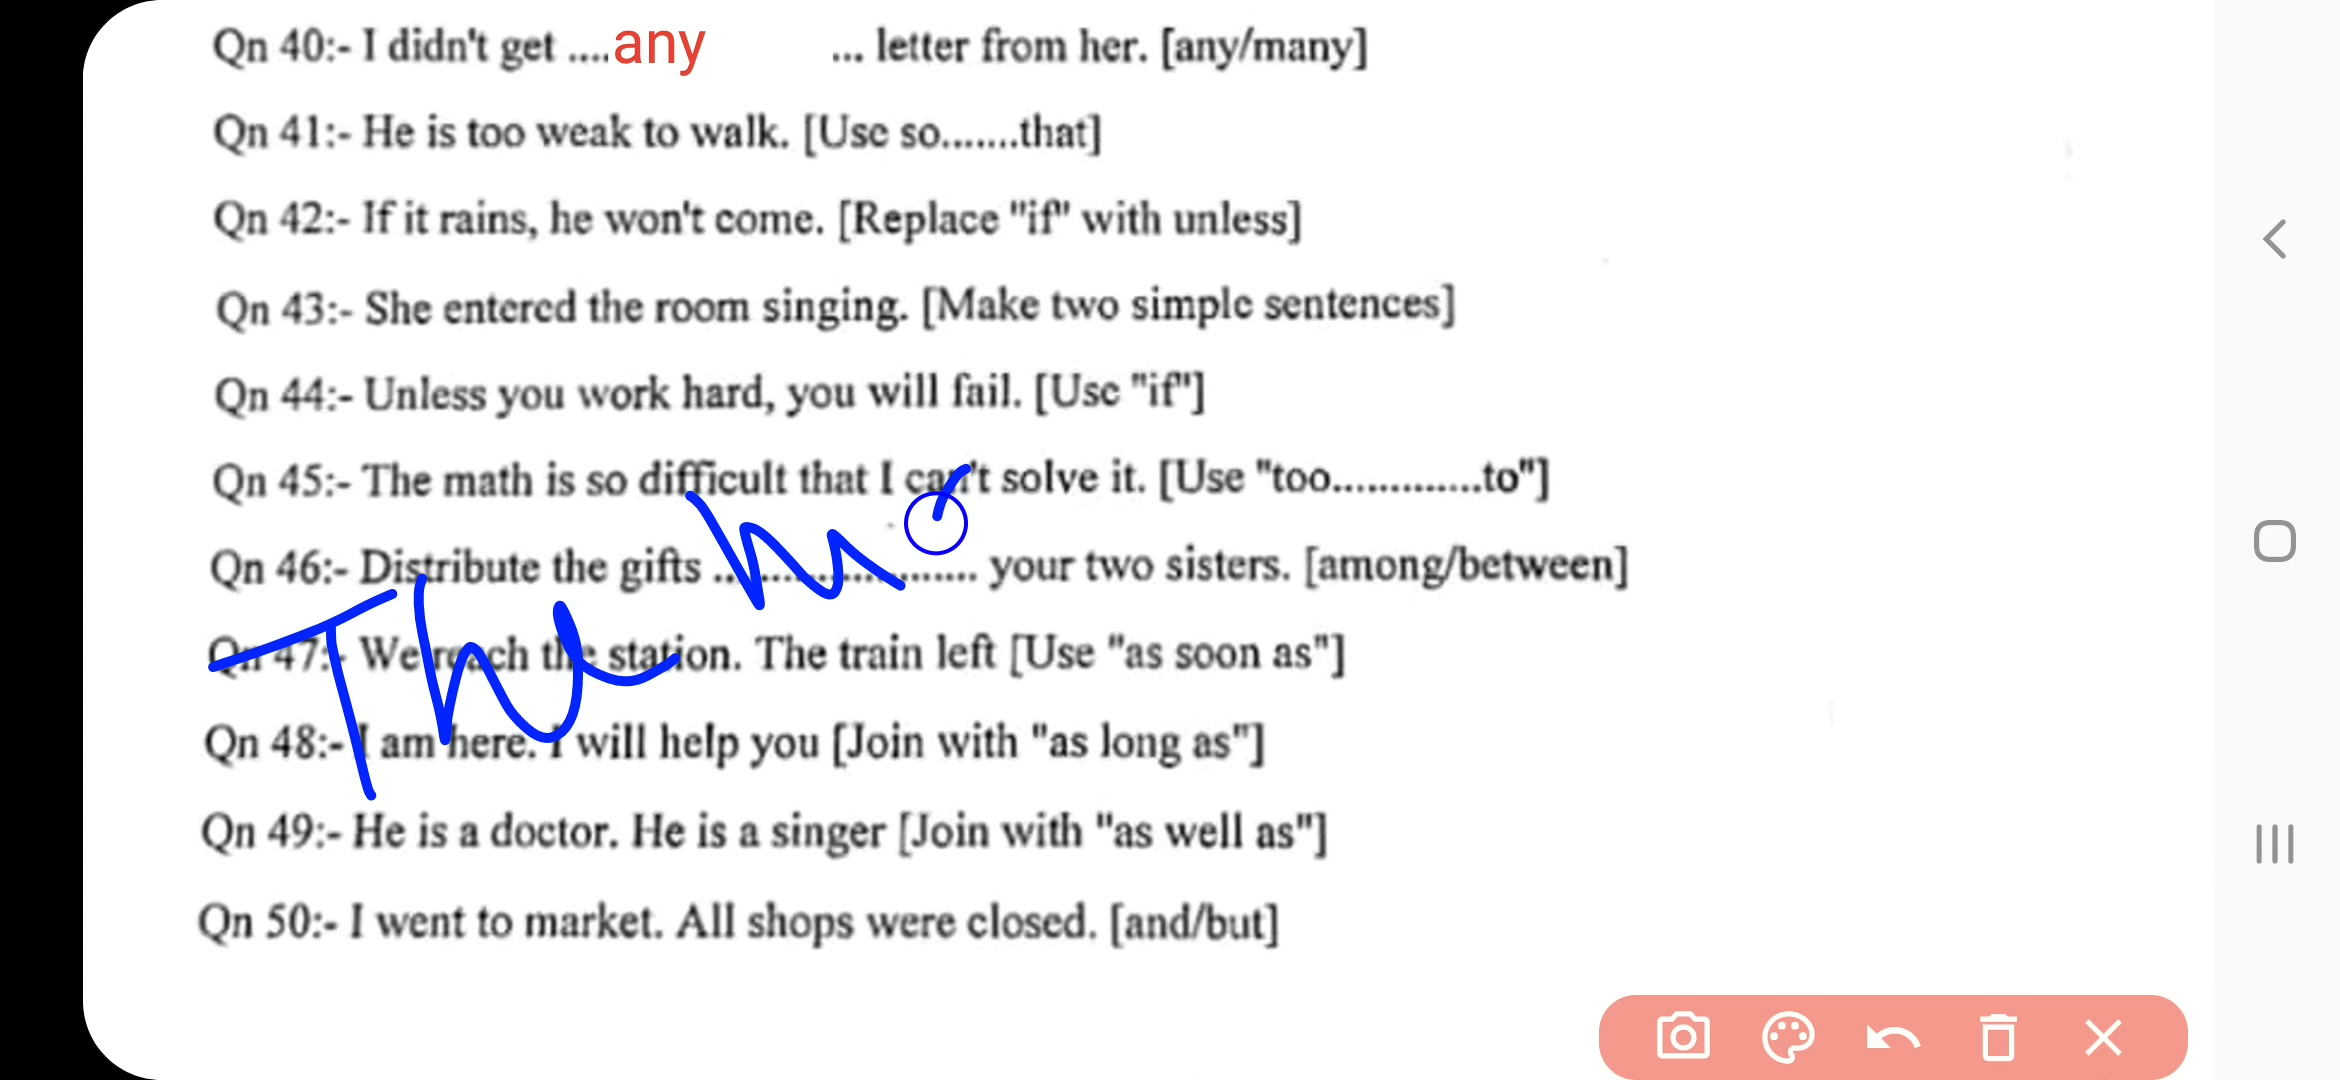 Qn 40:- I didn't get ....any ... letter from her. [any/many]
Qn 41:- He is too weak to walk. [Use so.......that]
Qn 42:- If it rains, he won't come. [Replace "if" with unless]
Qn 43:- She entered the room singing. [Make two simple sentences]
Qn 44:- Unless you work hard, you will fail. [Use "if"]
Qn 45:- The math is so difficult that I can't solve it. [Use "too.............to"]
Qn 46:- Distribute the gifts ....................... your two sisters. [among/between]
Qn 47:- We reach the station. The train left [Use "as soon as"]
Qn 48:- I am here. I will help you [Join with "as long as"]
Qn 49:- He is a doctor. He is a singer [Join with "as well as"]
Qn 50:- I went to market. All shops were closed. [and/but]
The